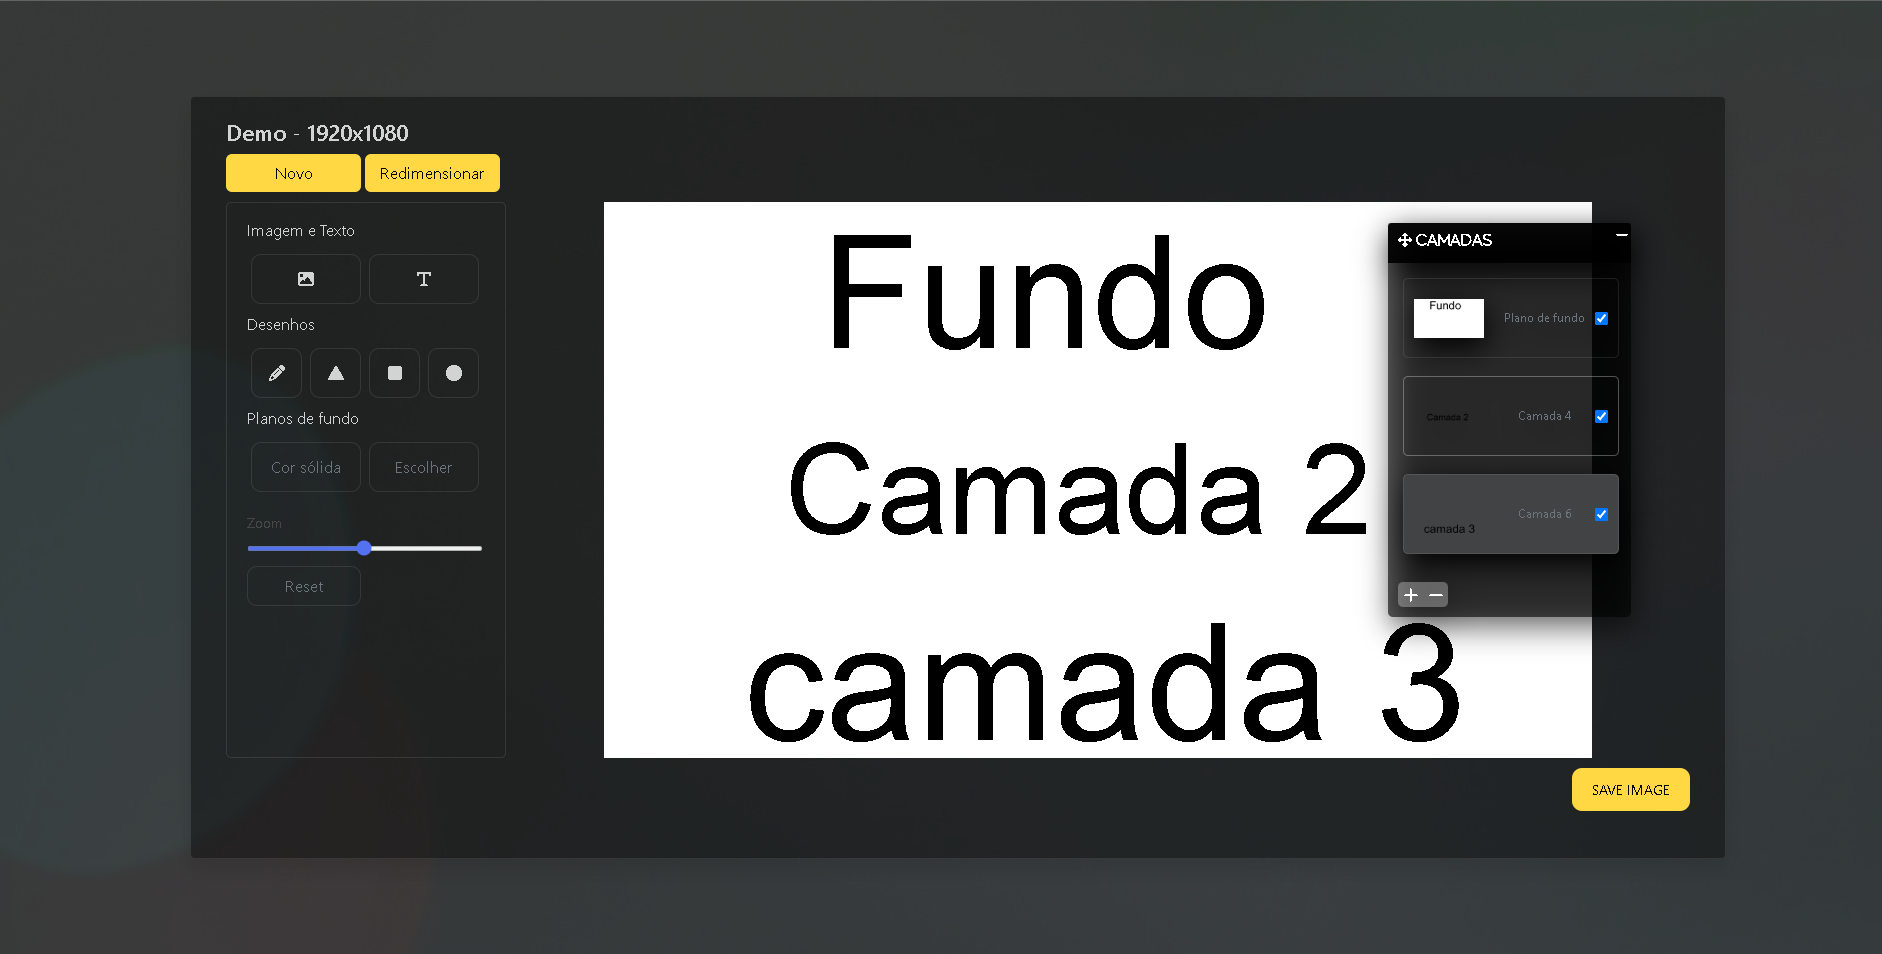 Demo - 1920x1080
Novo
Redimensionar
Imagem e Texto
Desenhos
Planos de fundo
Cor sólida
Escolher
Zoom
Reset
Fundo
Camada 2
camada 3
CAMADAS
Fundo
Plano de fundo
Camada 2
Camada 4
camada 3
Camada 6
SAVE IMAGE